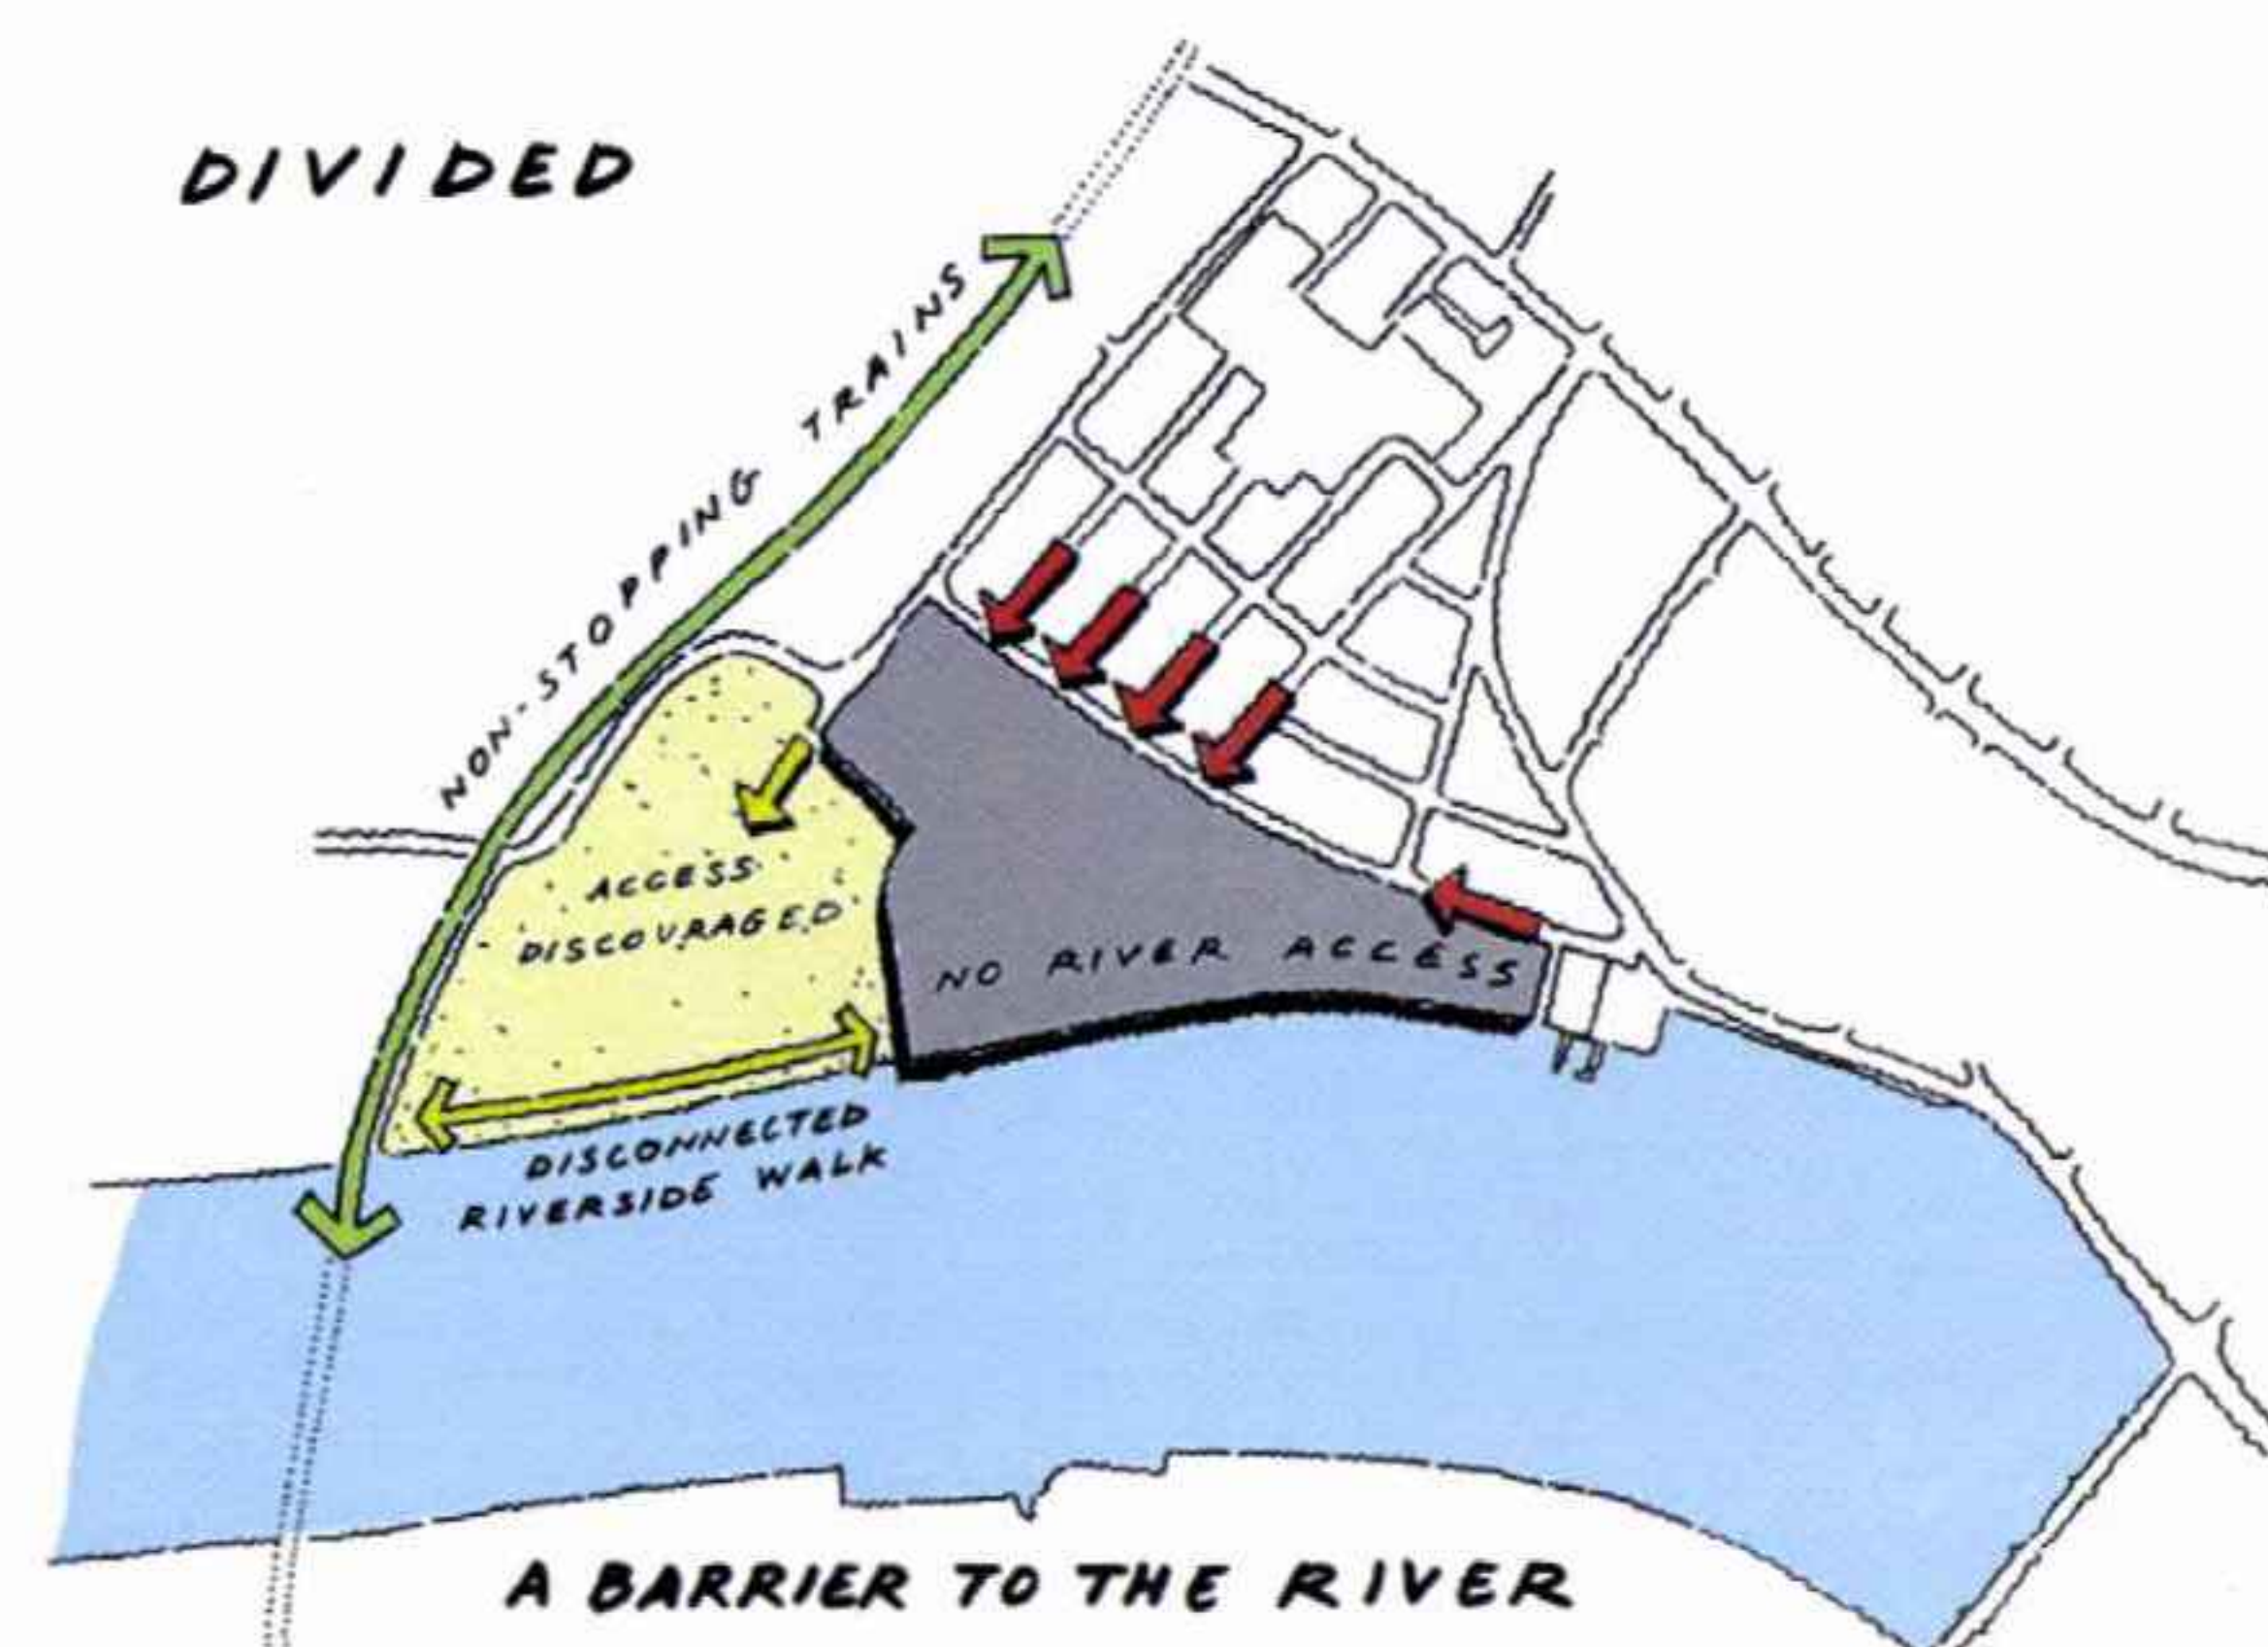 DIVIDED
NON-STOPPING TRAINS
ACCESS
DISCOURAGED
NO RIVER ACCESS
DISCONNECTED
RIVERSIDE WALK
A BARRIER TO THE RIVER